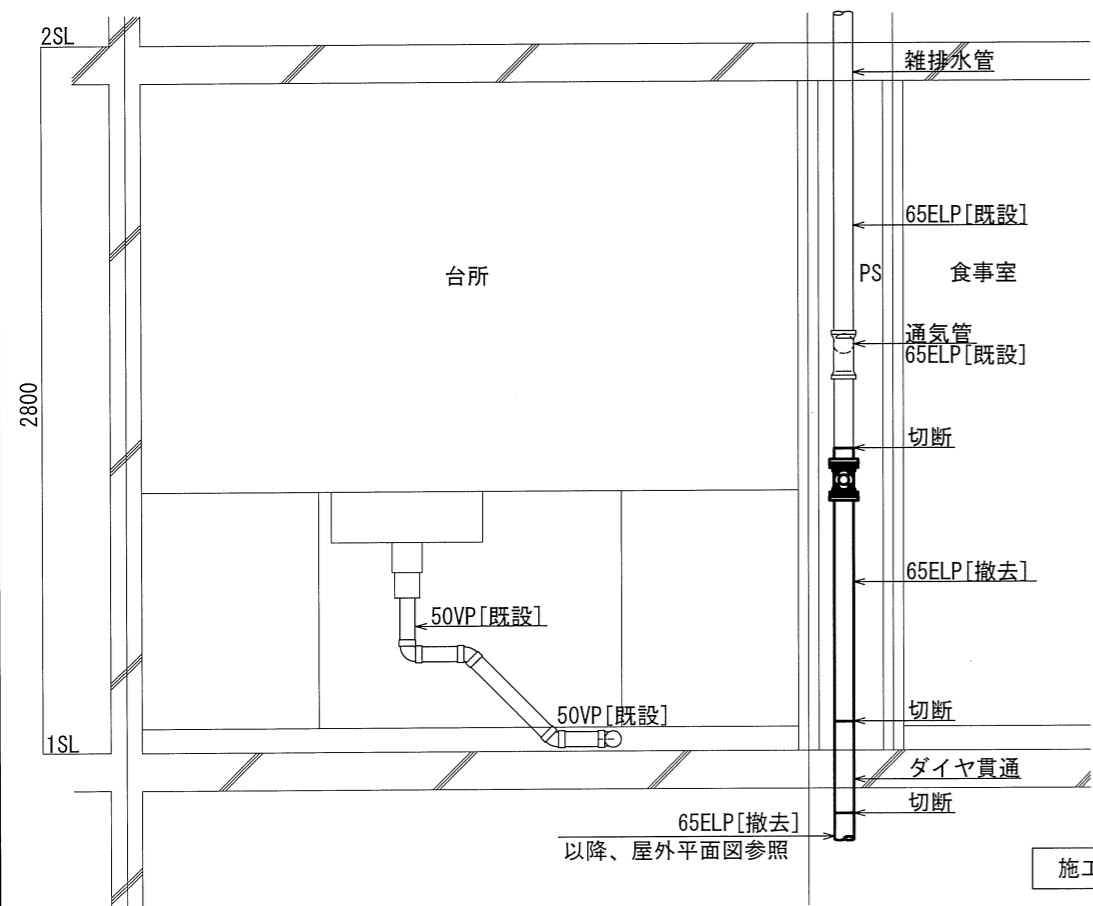 2SL
雑排水管
65ELP[既設]
台所
PS
食事室
通気管
65ELP[既設]
2800
切断
65ELP[撤去]
50VP[既設]
50VP[既設]
切断
1SL
ダイヤ貫通
切断
65ELP[撤去]
以降、屋外平面図参照
施工